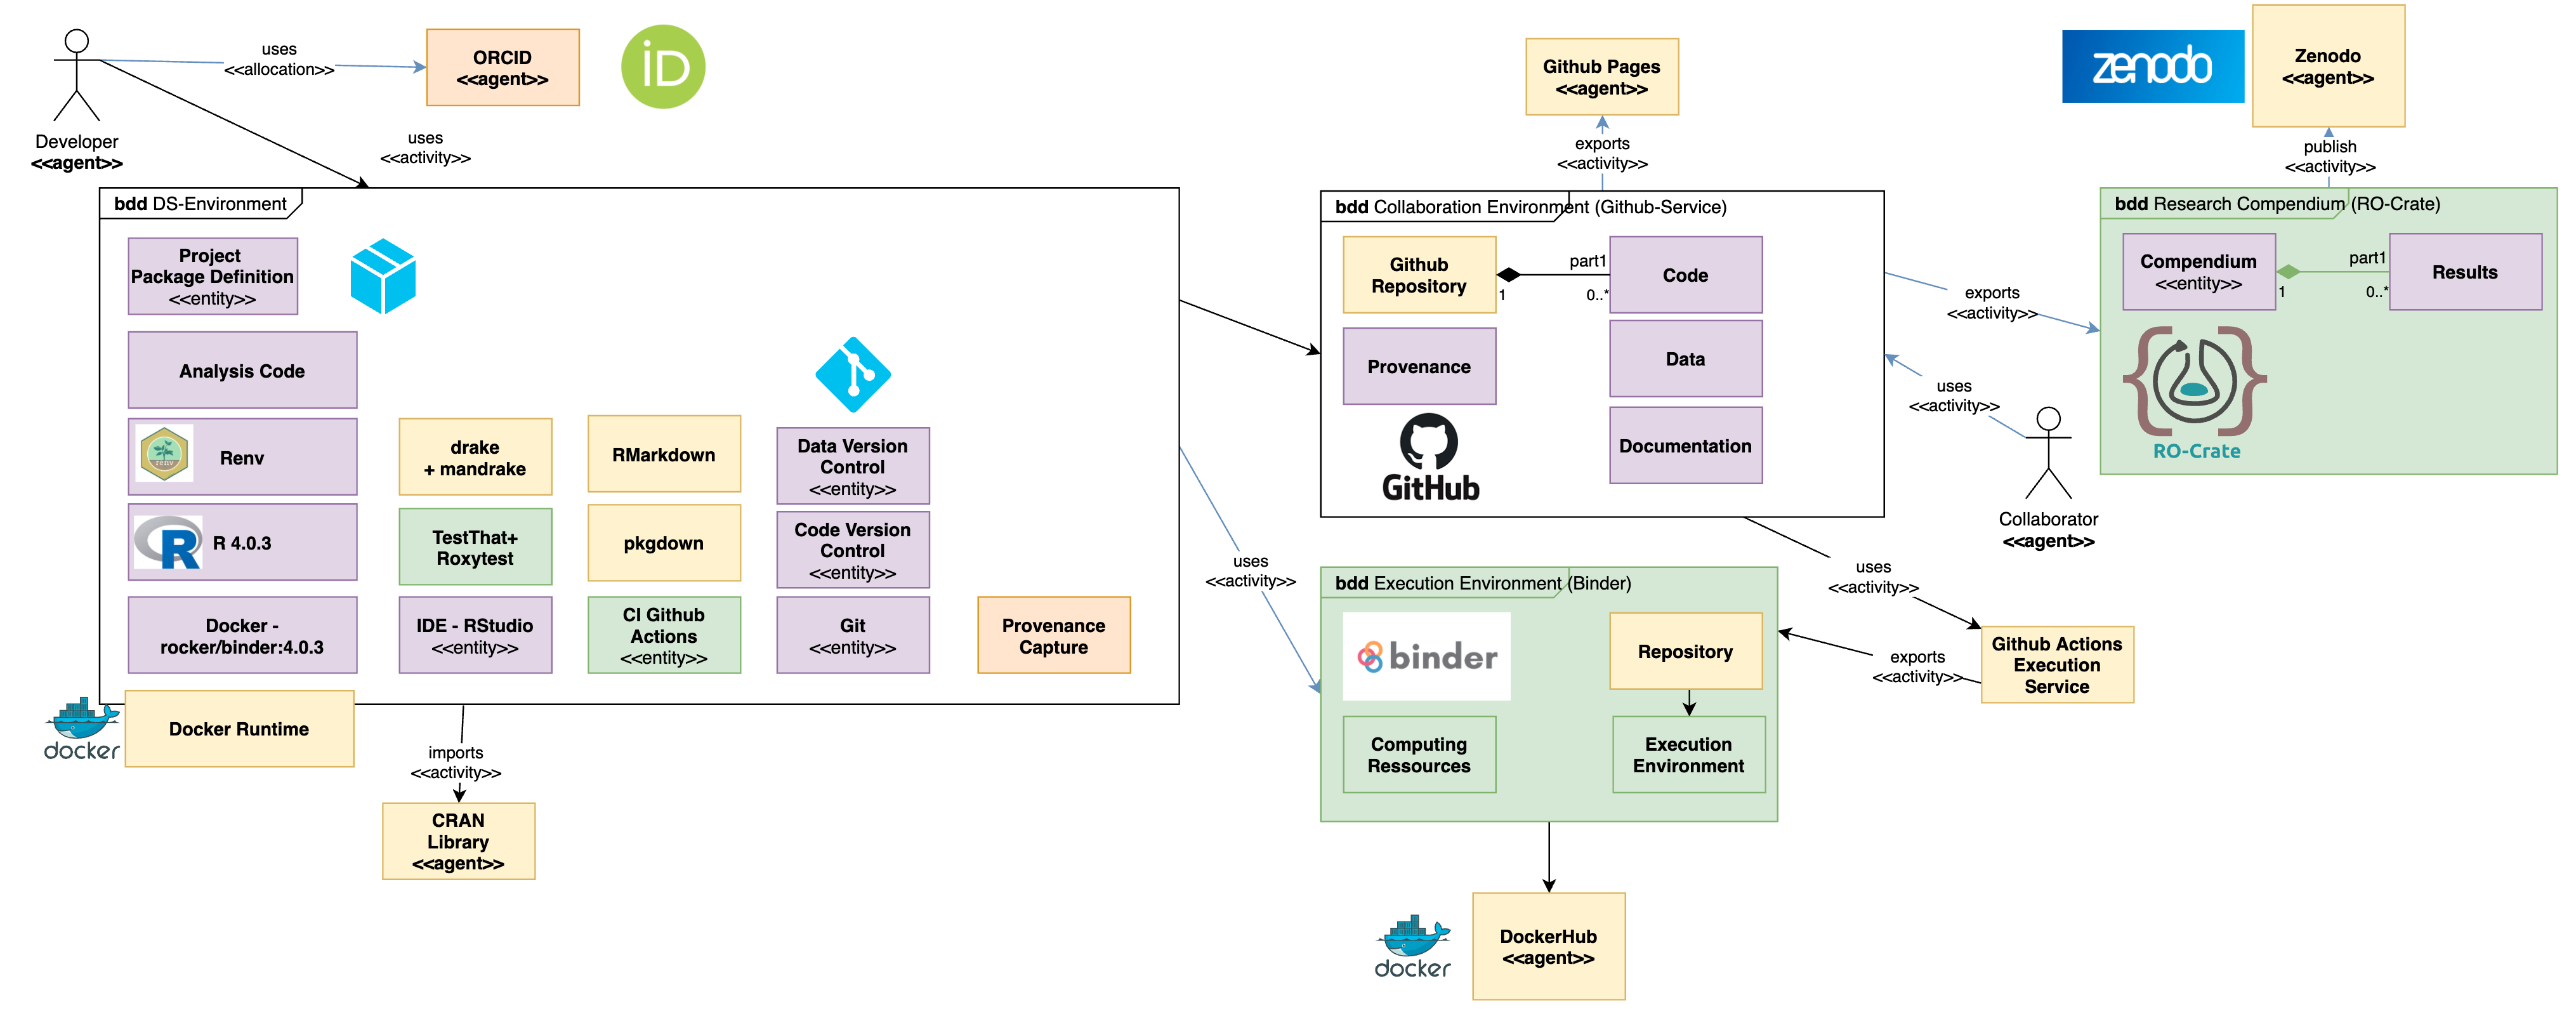 Developer
<<agent>>
uses
<<allocation>>
ORCID
<<agent>>
iD
uses
<<activity>>
bdd DS-Environment
Project
Package Definition
<<entity>>
Analysis Code
renv
Renv
R
R 4.0.3
Docker -
rocker/binder:4.0.3
drake
+ mandrake
TestThat+
Roxytest
IDE - RStudio
<<entity>>
RMarkdown
pkgdown
CI Github
Actions
<<entity>>
Data Version
Control
<<entity>>
Code Version
Control
<<entity>>
Git
<<entity>>
Provenance
Capture
docker
Docker Runtime
imports
<<activity>>
CRAN
Library
<<agent>>
Github Pages
<<agent>>
exports
<<activity>>
bdd Collaboration Environment (Github-Service)
Github
Repository
part1
1
0..*
Code
Provenance
Data
Documentation
GitHub
uses
<<activity>>
bdd Execution Environment (Binder)
binder
Repository
Computing
Ressources
Execution
Environment
docker
DockerHub
<<agent>>
zenodo
Zenodo
<<agent>>
publish
<<activity>>
bdd Research Compendium (RO-Crate)
Compendium
<<entity>>
part1
1
0..*
Results
RO-Crate
exports
<<activity>>
uses
<<activity>>
Collaborator
<<agent>>
uses
<<activity>>
Github Actions
Execution
Service
exports
<<activity>>